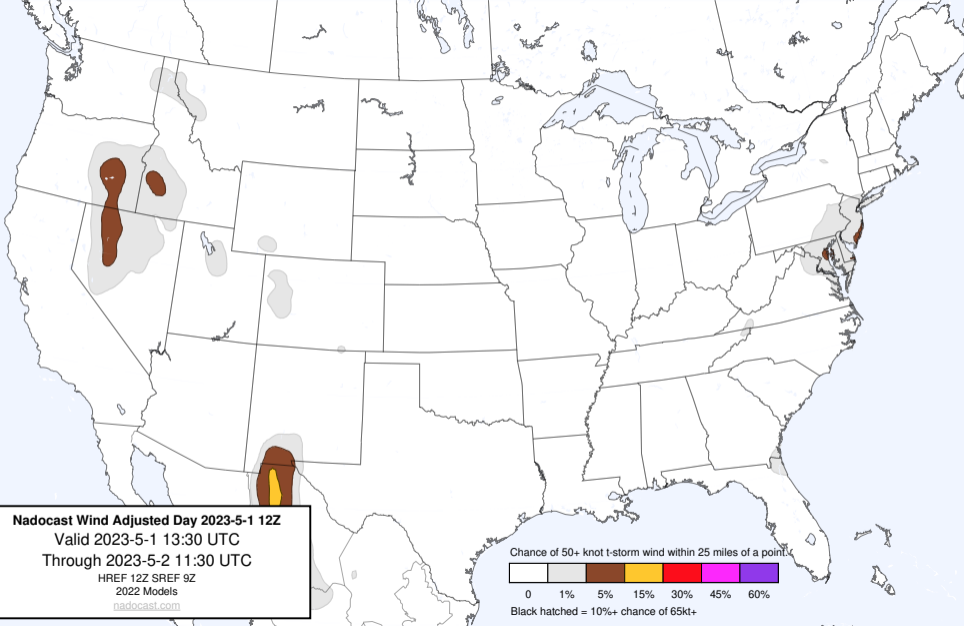 Nadocast Wind Adjusted Day 2023-5-1 12Z
Valid 2023-5-1 13:30 UTC
Through 2023-5-2 11:30 UTC
HREF 12Z SREF 9Z
2022 Models
nadocast.com
Chance of 50+ knot t-storm wind within 25 miles of a point.
0 1% 5% 15% 30% 45% 60%
Black hatched = 10%+ chance of 65kt+